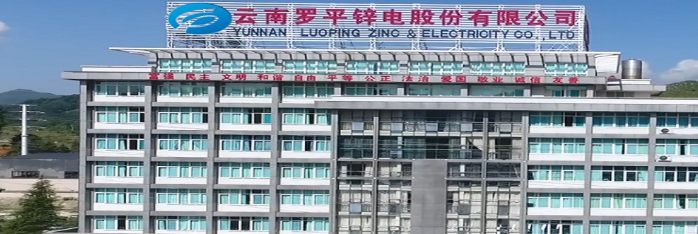 云南罗平锌电股份有限公司
YUNNAN LUOPING ZINC & ELECTRICITY CO., LTD
富强 民主 文明 和谐 自由 平等 公正 法治 爱国 敬业 诚信 友善